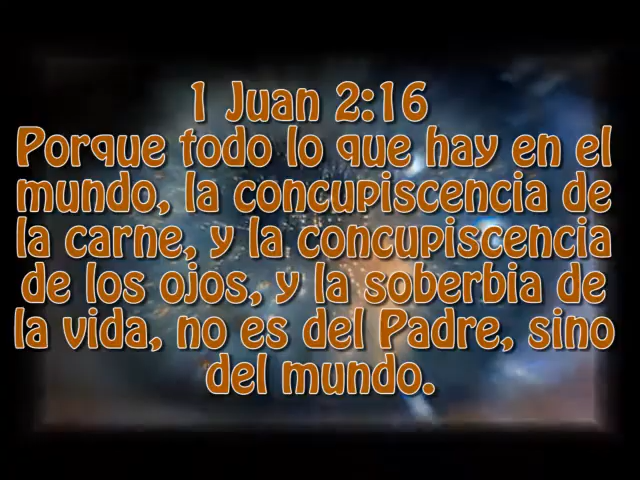 1 Juan 2:16
Porque todo lo que hay en el
mundo, la concupiscencia de
la carne, y la concupiscencia
de los ojos, y la soberbia de
la vida, no es del Padre, sino
del mundo.